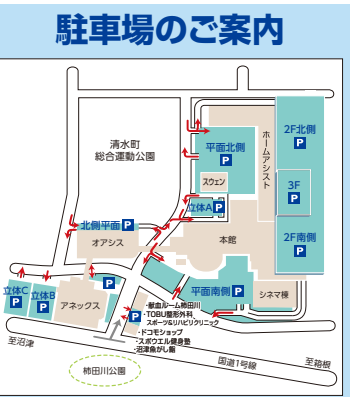 駐車場のご案内
清水町
総合運動公園
平面北側
P
スウェン
立体A P
ホームアシスト
2F北側
P
3F
P
2F南側
P
北側平面 P
オアシス
本館
平面南側
P
シネマ棟
立体C
P
立体B
P
アネックス
P
P
・献血ルーム柿田川
・TOBU整形外科
スポーツ&リハビリクリニック
・ドコモショップ
・スポウエル健身塾
・沼津魚がし鮨
至沼津
柿田川公園
国道1号線
至箱根